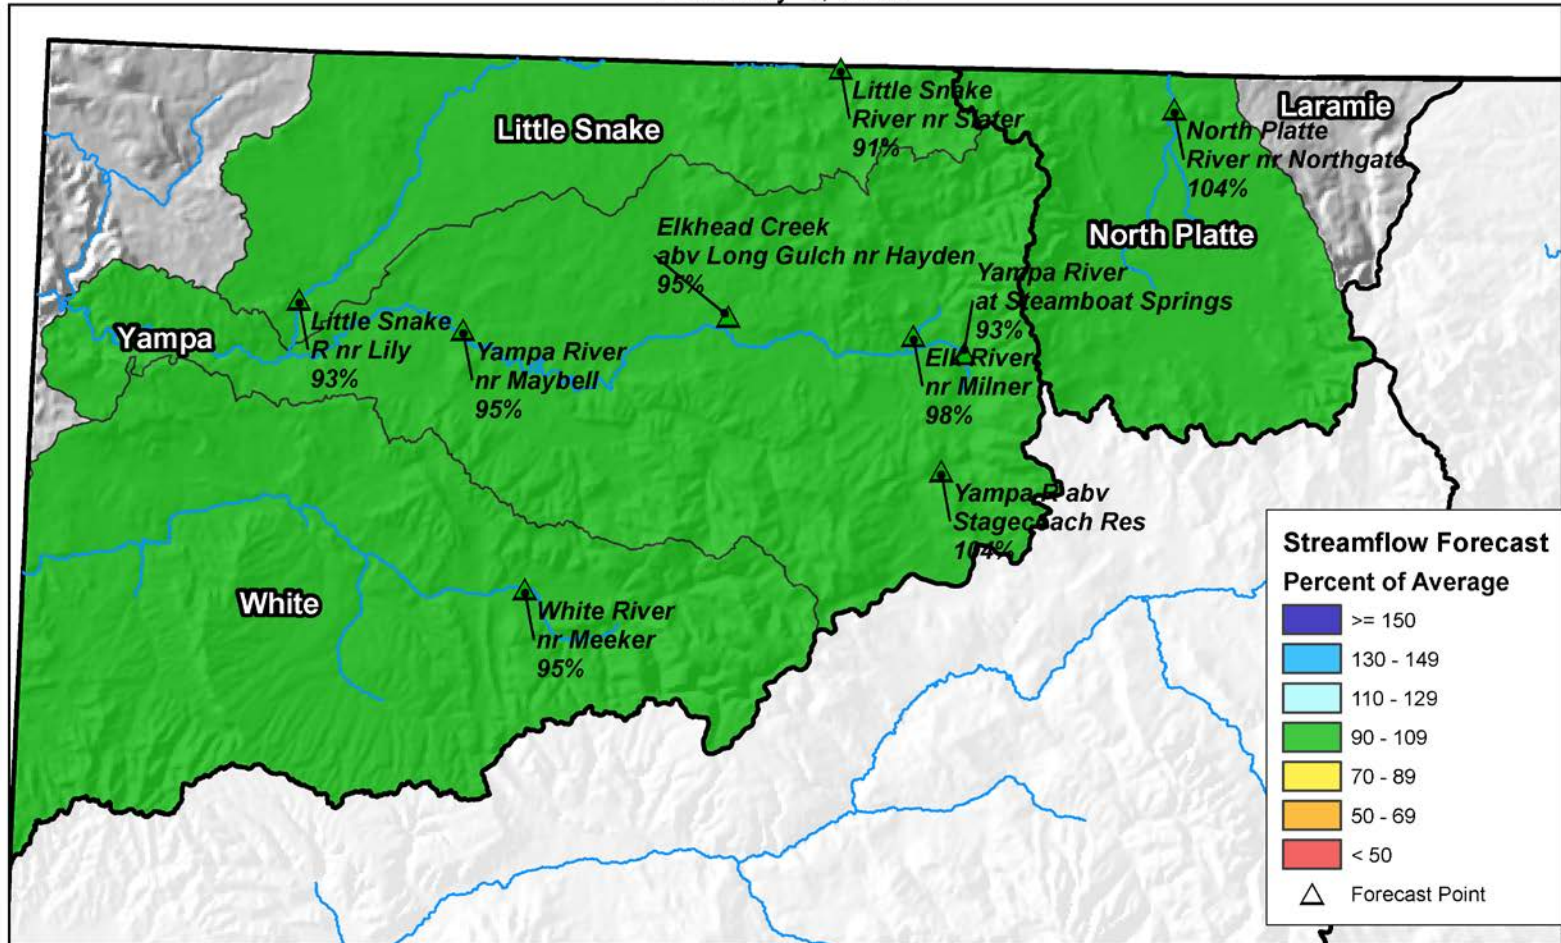 Little Snake
River nr Slater
91%
Laramie
Little Snake
North Platte
River nr Northgate
104%
North Platte
Elkhead Creek
abv Long Gulch nr Hayden
95%
Yampa River
at Steamboat Springs
93%
Yampa
Little Snake
R nr Lily
93%
Yampa River
nr Maybell
95%
Elk River
nr Milner
98%
Yampa R abv
Stagecoach Res
104%
White
White River
nr Meeker
95%
Streamflow Forecast
Percent of Average
>= 150
130 - 149
110 - 129
90 - 109
70 - 89
50 - 69
< 50
Forecast Point